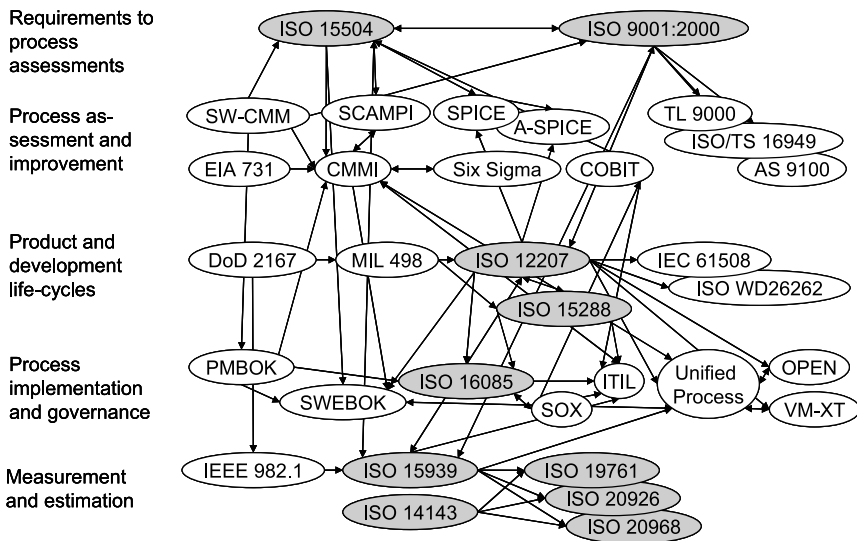 Requirements to
process
assessments
ISO 15504
ISO 9001:2000
Process as-
sessment and
improvement
SW-CMM
SCAMPI
SPICE
A-SPICE
TL 9000
ISO/TS 16949
AS 9100
EIA 731
CMMI
Six Sigma
COBIT
Product and
development
life-cycles
DoD 2167
MIL 498
ISO 12207
IEC 61508
ISO WD26262
ISO 15288
Process
implementation
and governance
PMBOK
SWEBOK
ISO 16085
SOX
ITIL
Unified
Process
OPEN
VM-XT
Measurement
and estimation
IEEE 982.1
ISO 15939
ISO 14143
ISO 19761
ISO 20926
ISO 20968